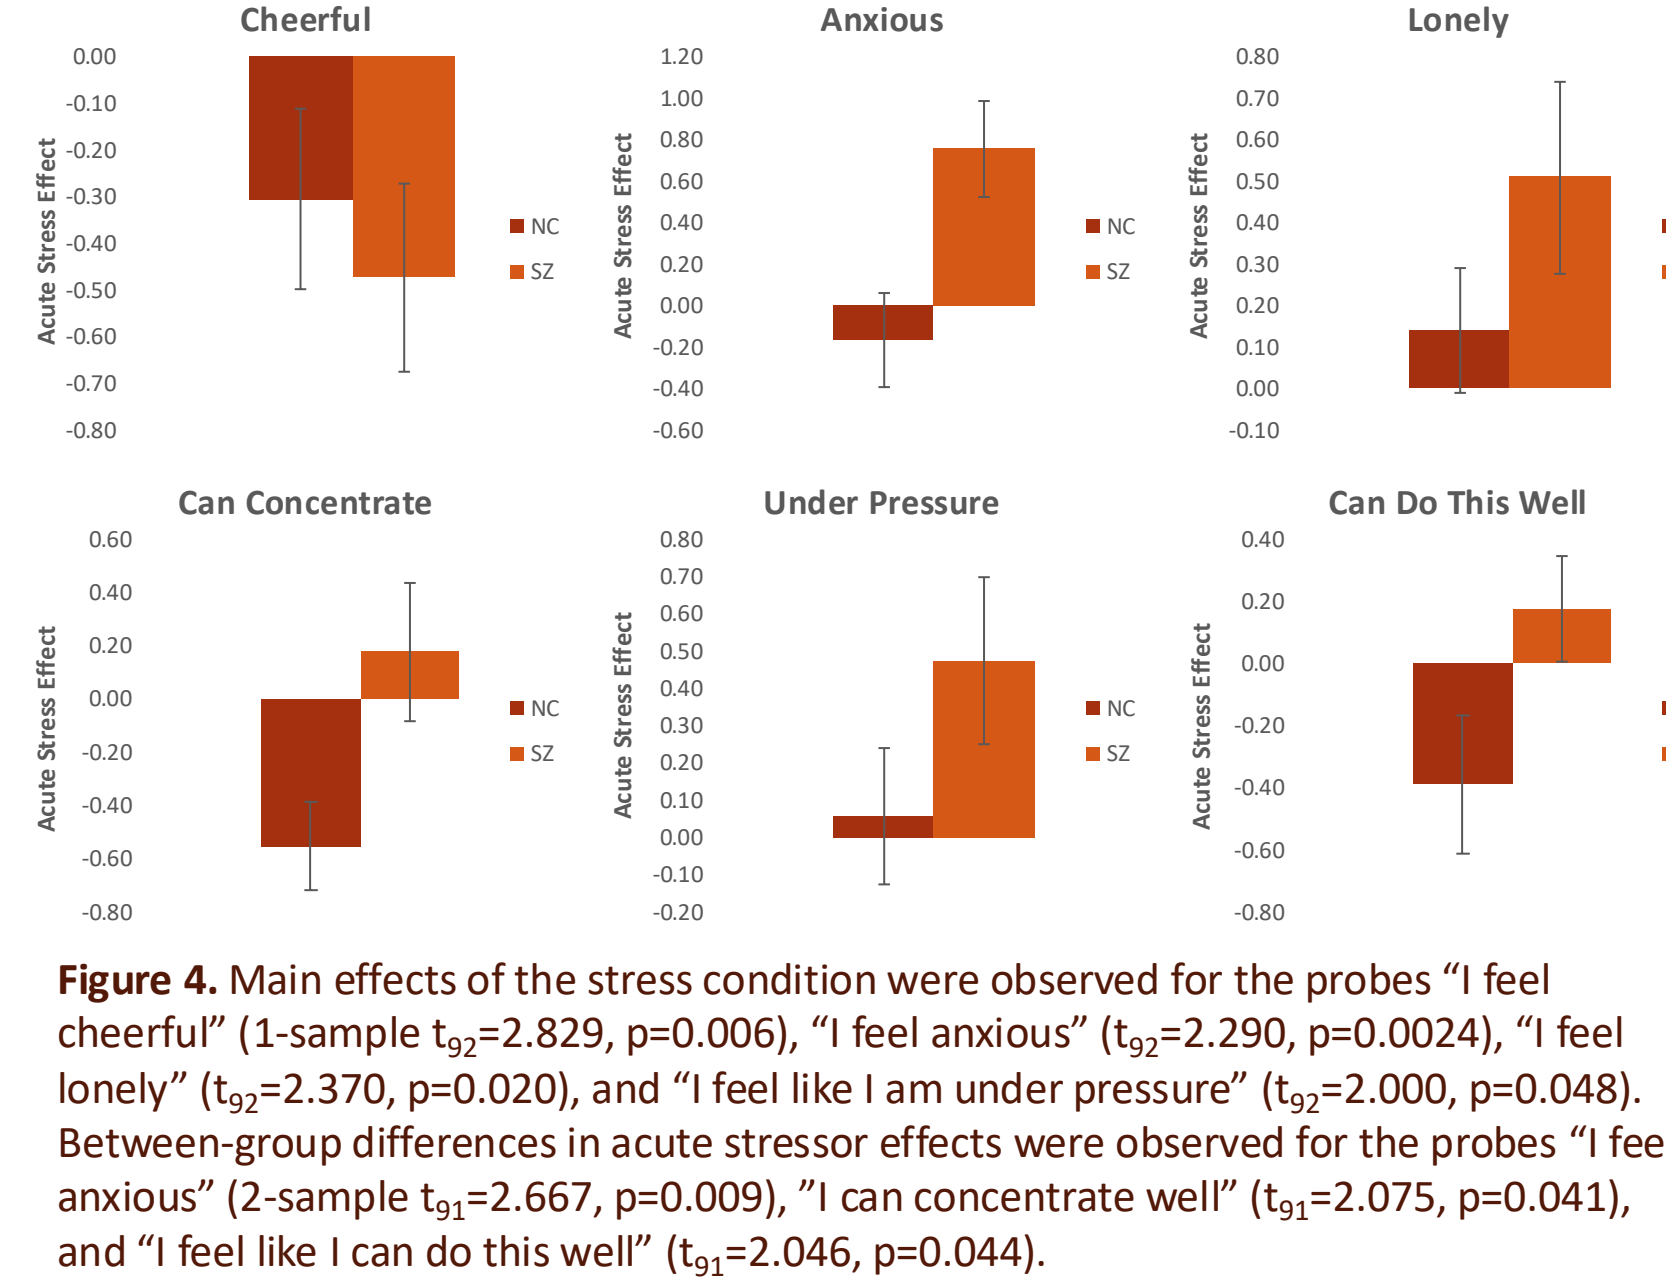 Cheerful
0.00
-0.10
-0.20
-0.30
-0.40
-0.50
-0.60
-0.70
-0.80
Acute Stress Effect
NC
SZ
Anxious
1.20
1.00
0.80
0.60
0.40
0.20
0.00
-0.20
-0.40
-0.60
Acute Stress Effect
NC
SZ
Lonely
0.80
0.70
0.60
0.50
0.40
0.30
0.20
0.10
0.00
-0.10
Acute Stress Effect
Can Concentrate
0.60
0.40
0.20
0.00
-0.20
-0.40
-0.60
-0.80
Acute Stress Effect
NC
SZ
Under Pressure
0.80
0.70
0.60
0.50
0.40
0.30
0.20
0.10
0.00
-0.10
-0.20
Acute Stress Effect
NC
SZ
Can Do This Well
0.40
0.20
0.00
-0.20
-0.40
-0.60
-0.80
Acute Stress Effect
Figure 4. Main effects of the stress condition were observed for the probes “I feel
cheerful” (1-sample t92=2.829, p=0.006), “I feel anxious” (t92=2.290, p=0.0024), “I feel
lonely” (t92=2.370, p=0.020), and “I feel like I am under pressure” (t92=2.000, p=0.048).
Between-group differences in acute stressor effects were observed for the probes “I fee
anxious” (2-sample t91=2.667, p=0.009), ”I can concentrate well” (t91=2.075, p=0.041),
and “I feel like I can do this well” (t91=2.046, p=0.044).